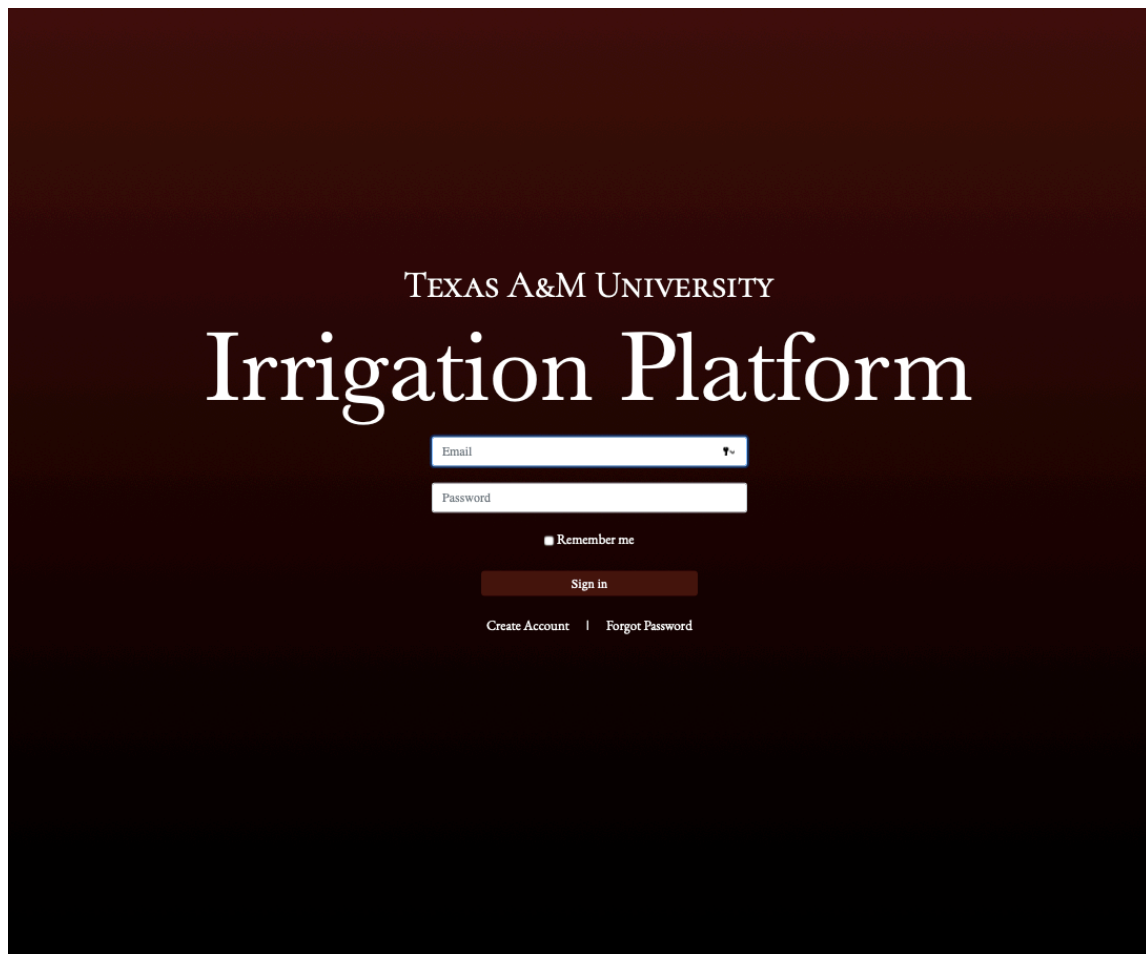 Texas A&M University
Irrigation Platform
Email
Password
Remember me
Sign in
Create Account | Forgot Password